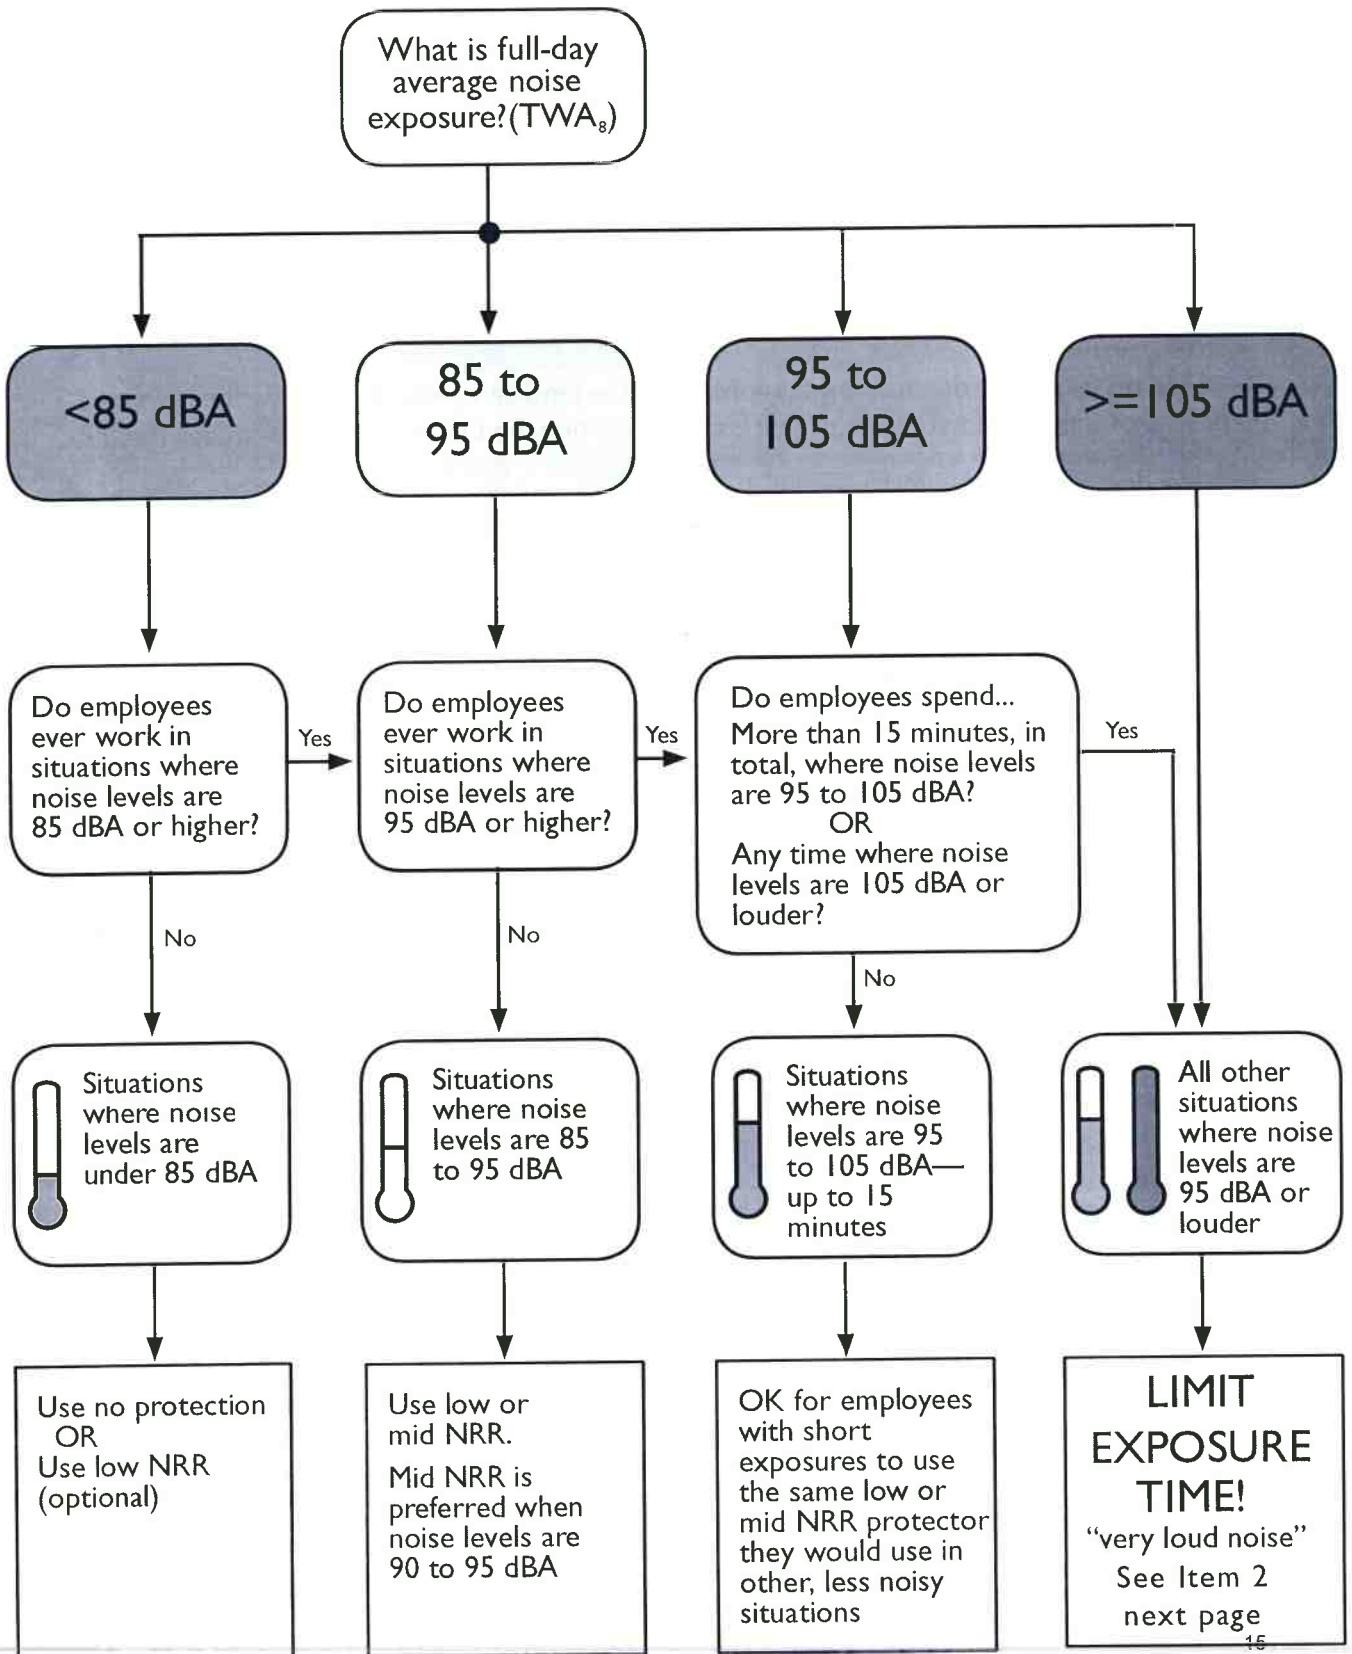 What is full-day
average noise
exposure?(TWA₈)
<85 dBA
85 to
95 dBA
95 to
105 dBA
>=105 dBA
Do employees
ever work in
situations where
noise levels are
85 dBA or higher?
Yes
Do employees
ever work in
situations where
noise levels are
95 dBA or higher?
Yes
Do employees spend...
More than 15 minutes, in
total, where noise levels
are 95 to 105 dBA?
OR
Any time where noise
levels are 105 dBA or
louder?
Yes
No
No
No
Situations
where noise
levels are
under 85 dBA
Situations
where noise
levels are 85
to 95 dBA
Situations
where noise
levels are 95
to 105 dBA—
up to 15
minutes
All other
situations
where noise
levels are
95 dBA or
louder
Use no protection
OR
Use low NRR
(optional)
Use low or
mid NRR.
Mid NRR is
preferred when
noise levels are
90 to 95 dBA
OK for employees
with short
exposures to use
the same low or
mid NRR protector
they would use in
other, less noisy
situations
LIMIT
EXPOSURE
TIME!
“very loud noise”
See Item 2
next page
15